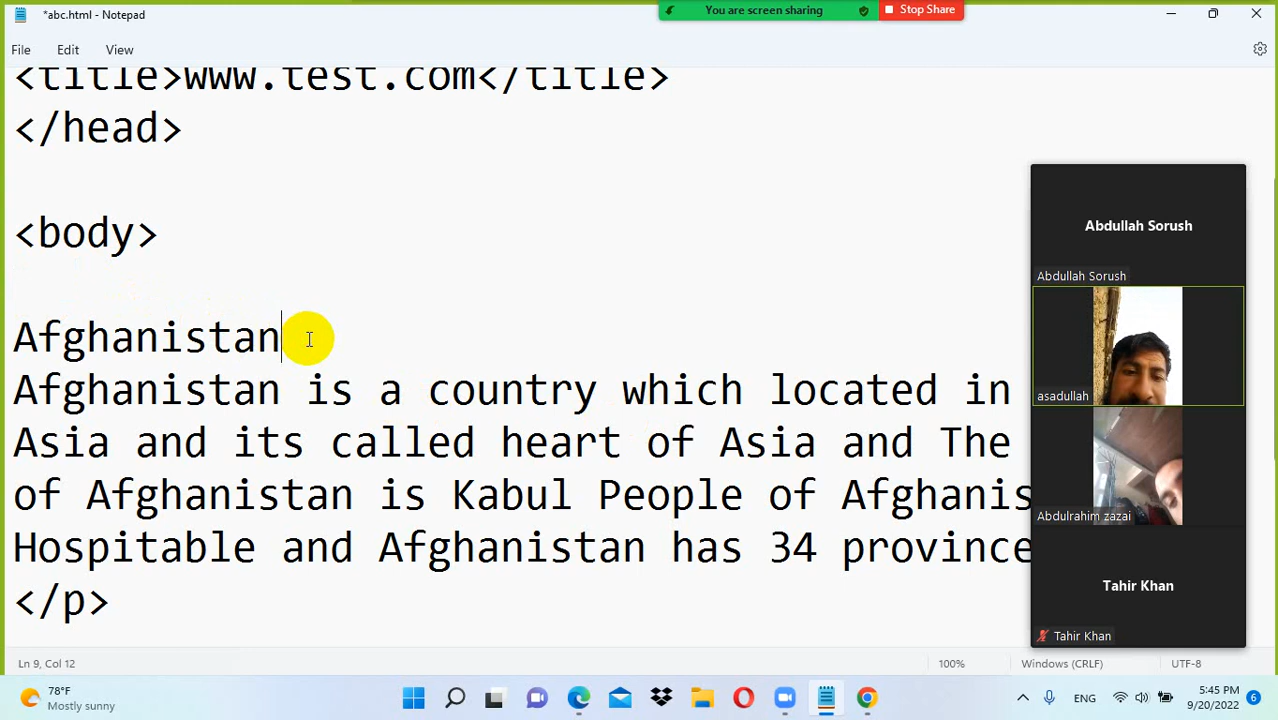 *abc.html - Notepad
You are screen sharing
Stop Share
File Edit View
<title>www.test.com</title>
</head>
<body>
Afghanistan
Afghanistan is a country which located in
Asia and its called heart of Asia and The
of Afghanistan is Kabul People of Afghanis
Hospitable and Afghanistan has 34 province
</p>
Abdullah Sorush
Abdullah Sorush
asadullah
Abdulrahim zazai
Tahir Khan
Tahir Khan
Ln 9, Col 12
100%
Windows (CRLF)
UTF-8
78°F
Mostly sunny
ENG
5:45 PM
9/20/2022
6